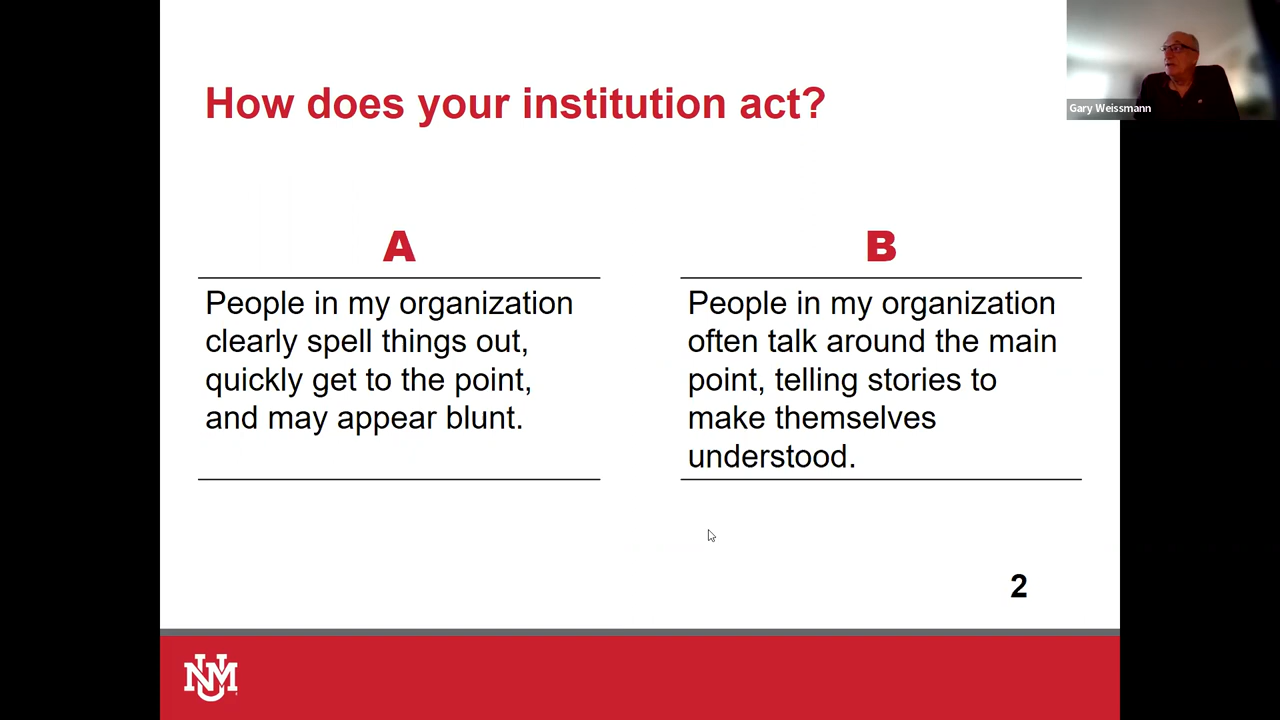 How does your institution act?
Gary Weissmann
A
People in my organization
clearly spell things out,
quickly get to the point,
and may appear blunt.
B
People in my organization
often talk around the main
point, telling stories to
make themselves
understood.
2
UNM